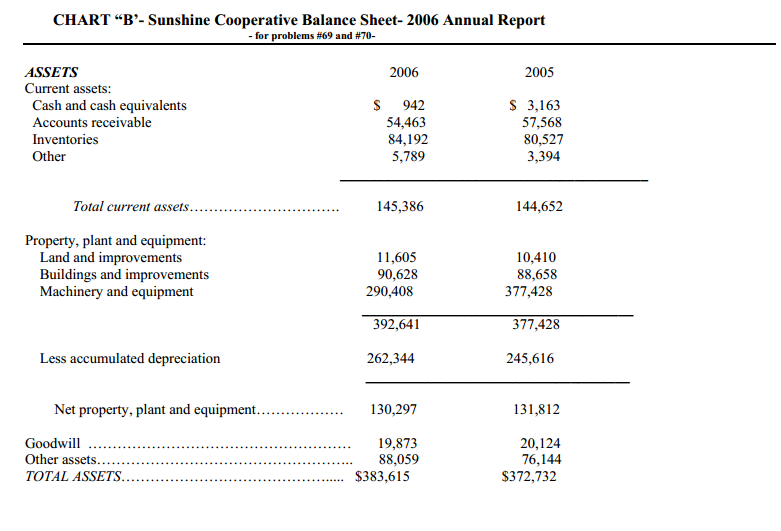 CHART “B’- Sunshine Cooperative Balance Sheet- 2006 Annual Report
- for problems #69 and #70-
ASSETS 2006 2005
Current assets:
Cash and cash equivalents $ 942 $ 3,163
Accounts receivable 54,463 57,568
Inventories 84,192 80,527
Other 5,789 3,394
Total current assets…………………………. 145,386 144,652
Property, plant and equipment:
Land and improvements 11,605 10,410
Buildings and improvements 90,628 88,658
Machinery and equipment 290,408 377,428
392,641 377,428
Less accumulated depreciation 262,344 245,616
Net property, plant and equipment……………… 130,297 131,812
Goodwill ……………………………………………. 19,873 20,124
Other assets…………………………………………... 88,059 76,144
TOTAL ASSETS……………………………………..... $383,615 $372,732